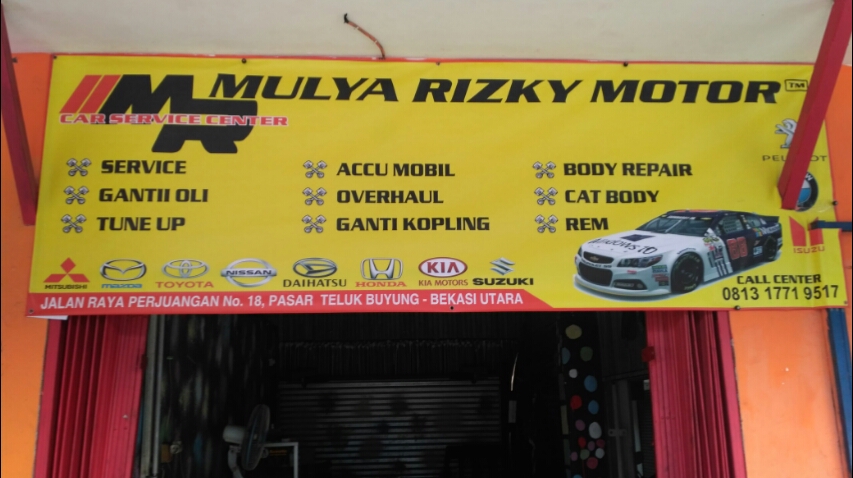 MR MULYA RIZKY MOTOR TM
CAR SERVICE CENTER
SERVICE
GANTII OLI
TUNE UP
ACCU MOBIL
OVERHAUL
GANTI KOPLING
BODY REPAIR
CAT BODY
REM
PEUGEOT
BMW
ISUZU
MITSUBISHI
mazda
TOYOTA
NISSAN
DAIHATSU
HONDA
KIA
KIA MOTORS
SUZUKI
CALL CENTER
0813 1771 9517
JALAN RAYA PERJUANGAN No. 18, PASAR TELUK BUYUNG - BEKASI UTARA